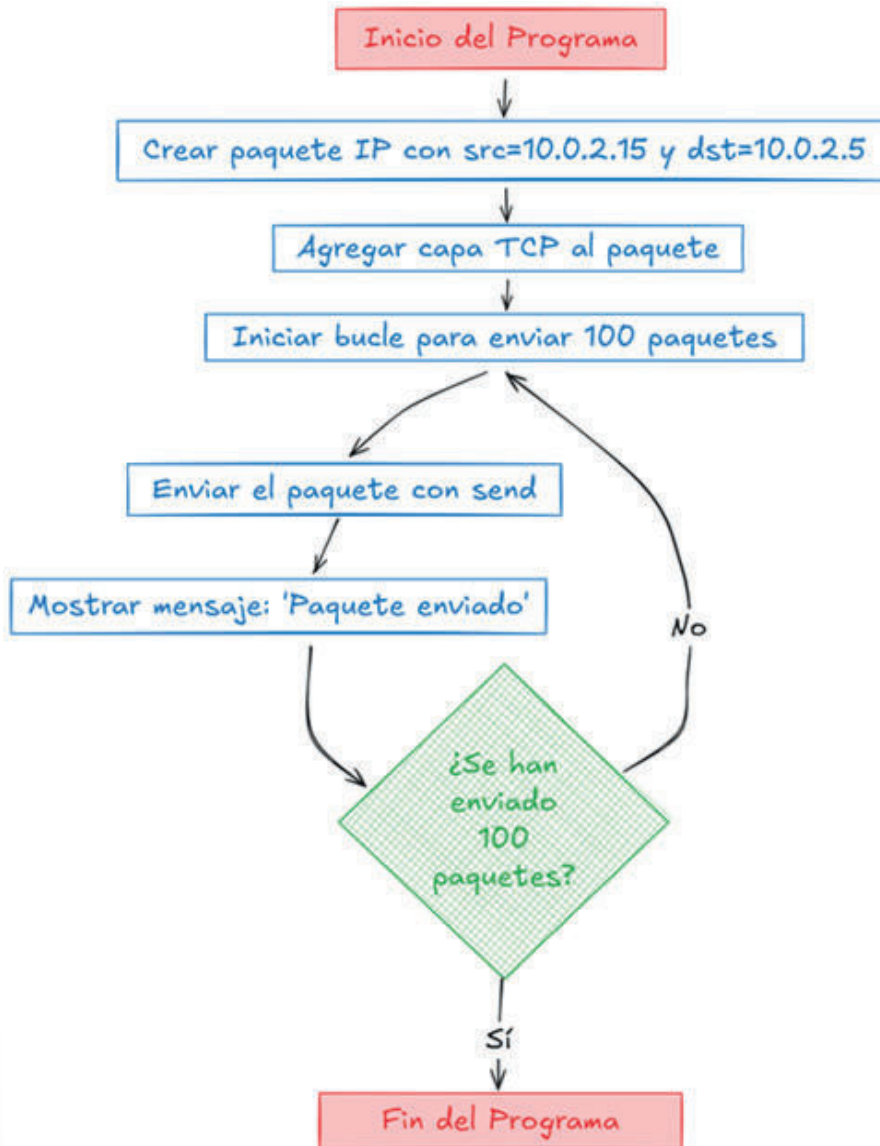 Inicio del Programa
Crear paquete IP con src=10.0.2.15 y dst=10.0.2.5
Agregar capa TCP al paquete
Iniciar bucle para enviar 100 paquetes
Enviar el paquete con send
Mostrar mensaje: 'Paquete enviado'
No
¿Se han
enviado
100
paquetes?
Sí
Fin del Programa